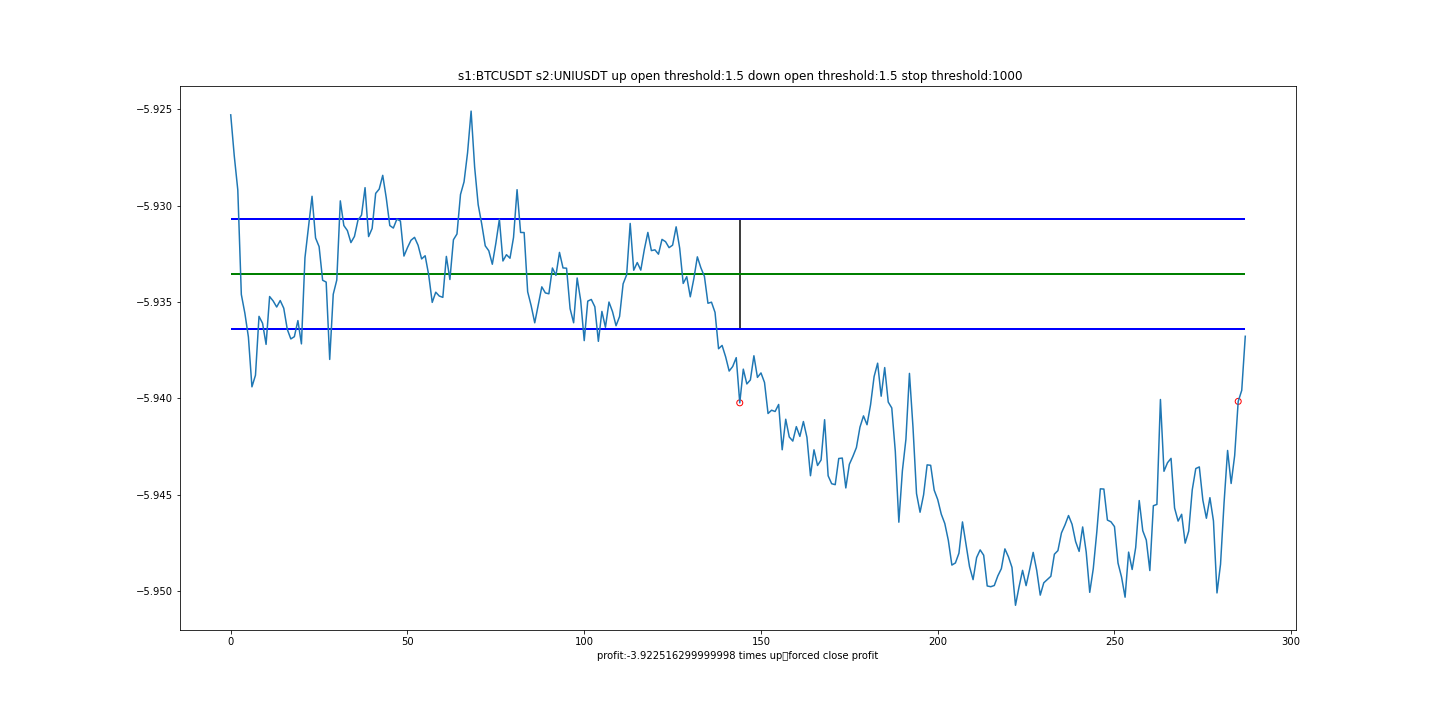 s1:BTCUSDT s2:UNIUSDT up open threshold:1.5 down open threshold:1.5 stop threshold:1000
−5.925
−5.930
−5.935
−5.940
−5.945
−5.950
0 50 100 150 200 250 300
profit:-3.922516299999998 times up▯forced close profit